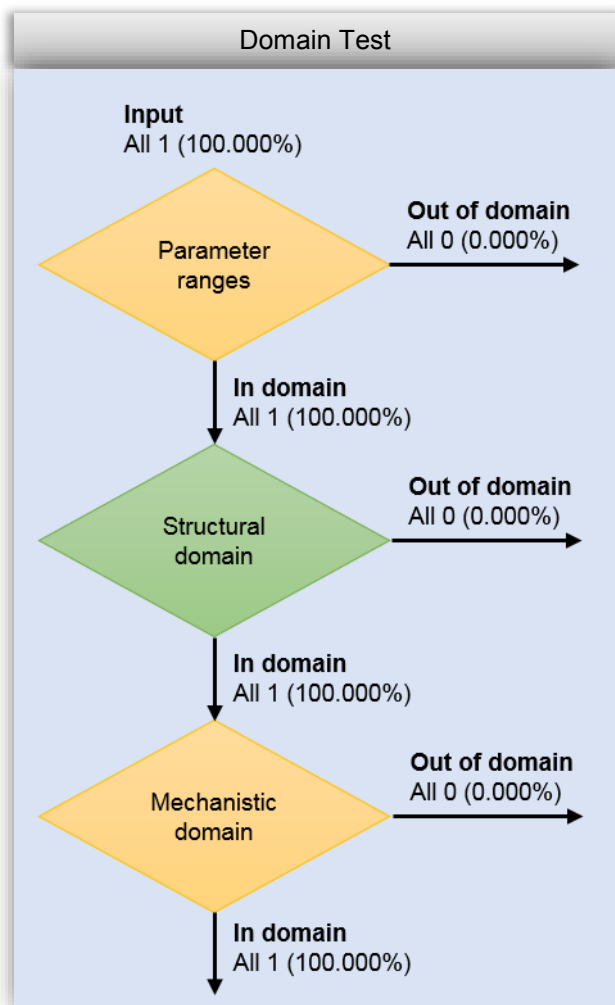 Domain Test
Input
All 1 (100.000%)
Parameter
ranges
Out of domain
All 0 (0.000%)
In domain
All 1 (100.000%)
Structural
domain
Out of domain
All 0 (0.000%)
In domain
All 1 (100.000%)
Mechanistic
domain
Out of domain
All 0 (0.000%)
In domain
All 1 (100.000%)